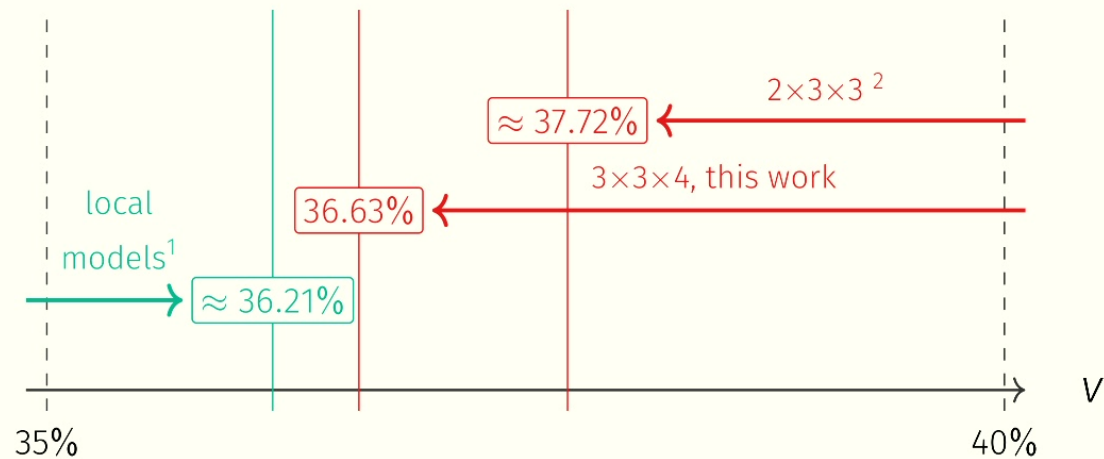 2×3×3 ²
≈ 37.72%
3×3×4, this work
36.63%
local
models¹
≈ 36.21%
V
35%
40%